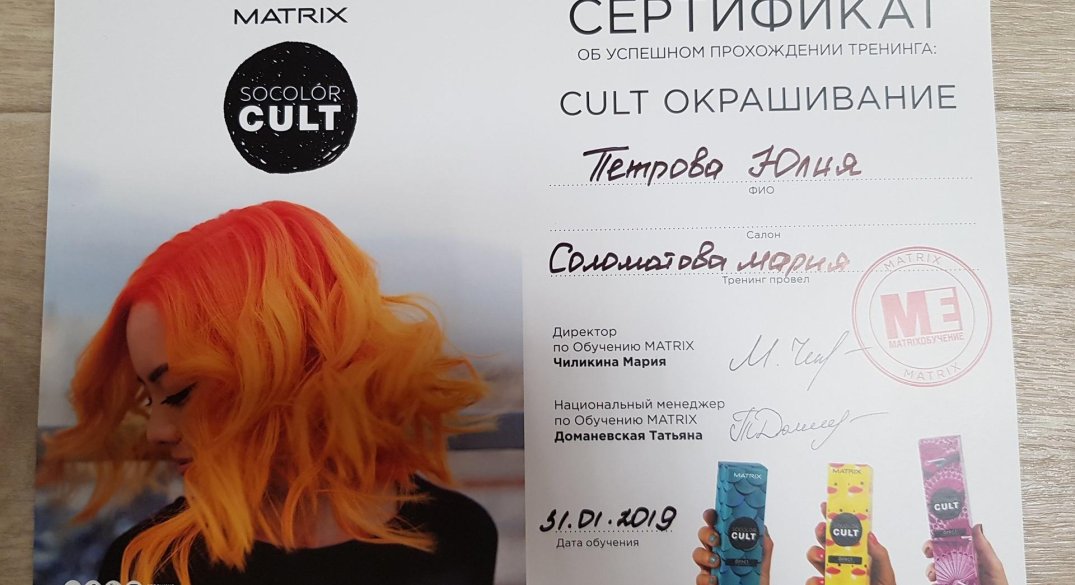 MATRIX
SOCOLOR
CULT
СЕРТИФИКАТ
ОБ УСПЕШНОМ ПРОХОЖДЕНИИ ТРЕНИНГА:
CULT ОКРАШИВАНИЕ
Петрова Юлия
ФИО
Салон
Соломатова Мария
Тренинг провел
Директор
по Обучению MATRIX
Чиликина Мария
Национальный менеджер
по Обучению MATRIX
Доманевская Татьяна
MATRIX
ME
MATRIXОБУЧЕНИЕ
MATRIX
31.01.2019
Дата обучения
MATRIX
SOCOLOR
CULT
MATRIX
SOCOLOR
CULT
CULT